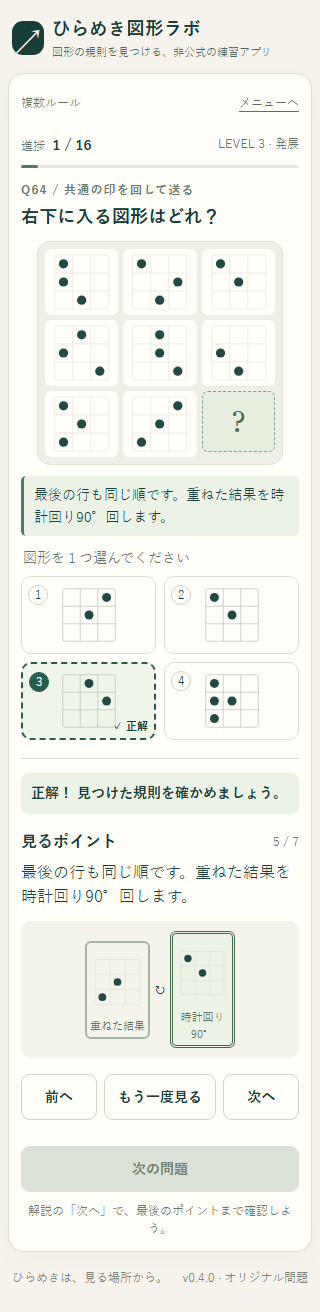 ひらめき図形ラボ
図形の規則を見つける、非公式の練習アプリ
複数ルール
メニューへ
進捗 1 / 16
LEVEL 3 · 発展
Q64 / 共通の印を回して送る
右下に入る図形はどれ？
?
最後の行も同じ順です。重ねた結果を時
計回り90°回します。
図形を1つ選んでください
1
2
3
✓ 正解
4
正解！ 見つけた規則を確かめましょう。
見るポイント
5 / 7
最後の行も同じ順です。重ねた結果を
時計回り90°回します。
重ねた結果
↻
時計回り
90°
前へ
もう一度見る
次へ
次の問題
解説の「次へ」で、最後のポイントまで確認しよ
う。
ひらめきは、見る場所から。
v0.4.0 · オリジナル問題